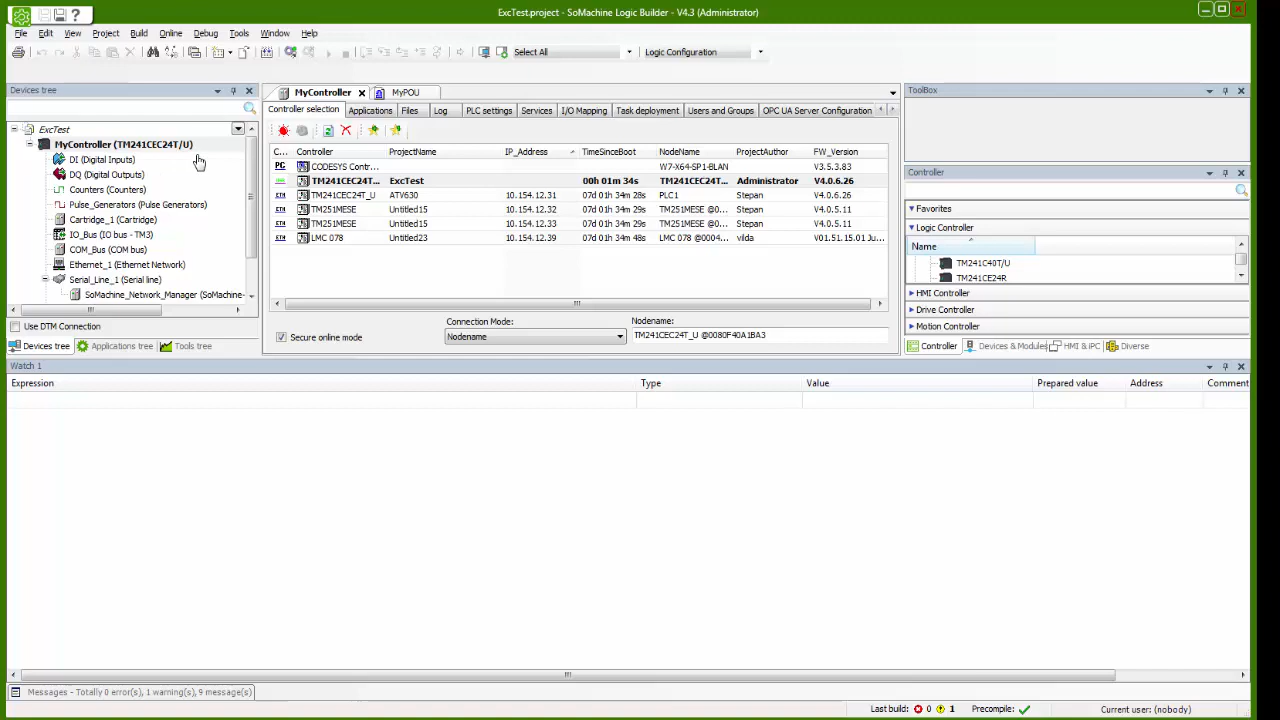 ExcTest.project - SoMachine Logic Builder - V4.3 (Administrator)
File Edit View Project Build Online Debug Tools Window Help
Select All Logic Configuration
Devices tree
ExcTest
MyController (TM241CEC24T/U)
DI (Digital Inputs)
DQ (Digital Outputs)
Counters (Counters)
Pulse_Generators (Pulse Generators)
Cartridge_1 (Cartridge)
IO_Bus (IO bus - TM3)
COM_Bus (COM bus)
Ethernet_1 (Ethernet Network)
Serial_Line_1 (Serial line)
SoMachine_Network_Manager (SoMachine-
Use DTM Connection
Devices tree Applications tree Tools tree
MyController MyPOU
Controller selection Applications Files Log PLC settings Services I/O Mapping Task deployment Users and Groups OPC UA Server Configuration
C... Controller ProjectName IP_Address TimeSinceBoot NodeName ProjectAuthor FW_Version
PC CODESYS Contr... W7-X64-SP1-BLAN V3.5.3.83
TM241CEC24T... ExcTest 00h 01m 34s TM241CEC24T... Administrator V4.0.6.26
ETH TM241CEC24T_U ATV630 10.154.12.31 07d 01h 34m 28s PLC1 Stepan V4.0.6.26
ETH TM251MESE Untitled15 10.154.12.32 07d 01h 34m 29s TM251MESE @0... Stepan V4.0.5.11
ETH TM251MESE Untitled15 10.154.12.33 07d 01h 34m 29s TM251MESE @0... Stepan V4.0.5.11
ETH LMC 078 Untitled23 10.154.12.39 07d 01h 34m 48s LMC 078 @0004... vilda V01.51.15.01 Ju...
Secure online mode
Connection Mode:
Nodename
Nodename:
TM241CEC24T_U @0080F40A1BA3
ToolBox
Controller
Favorites
Logic Controller
Name
TM241C40T/U
TM241CE24R
HMI Controller
Drive Controller
Motion Controller
Controller Devices & Modules HMI & iPC Diverse
Watch 1
Expression Type Value Prepared value Address Comment
Messages - Totally 0 error(s), 1 warning(s), 9 message(s)
Last build: 0 1 Precompile: Current user: (nobody)